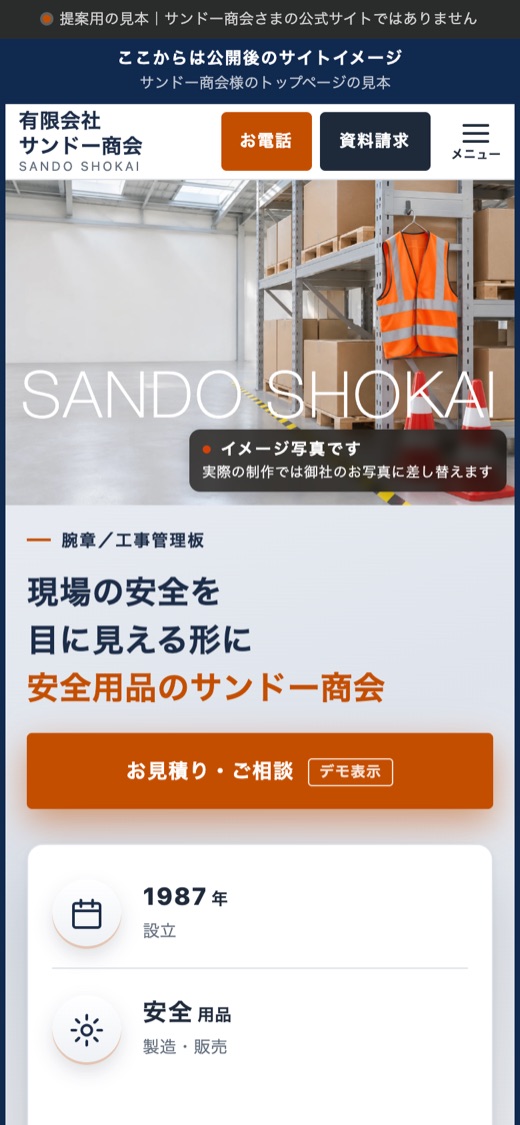 提案用の見本｜サンドー商会さまの公式サイトではありません
ここからは公開後のサイトイメージ
サンドー商会様のトップページの見本
有限会社
サンドー商会
SANDO SHOKAI
お電話
資料請求
メニュー
SANDO SHOKAI
イメージ写真です
実際の制作では御社のお写真に差し替えます
腕章／工事管理板
現場の安全を
目に見える形に
安全用品のサンドー商会
お見積り・ご相談 デモ表示
1987 年
設立
安全 用品
製造・販売